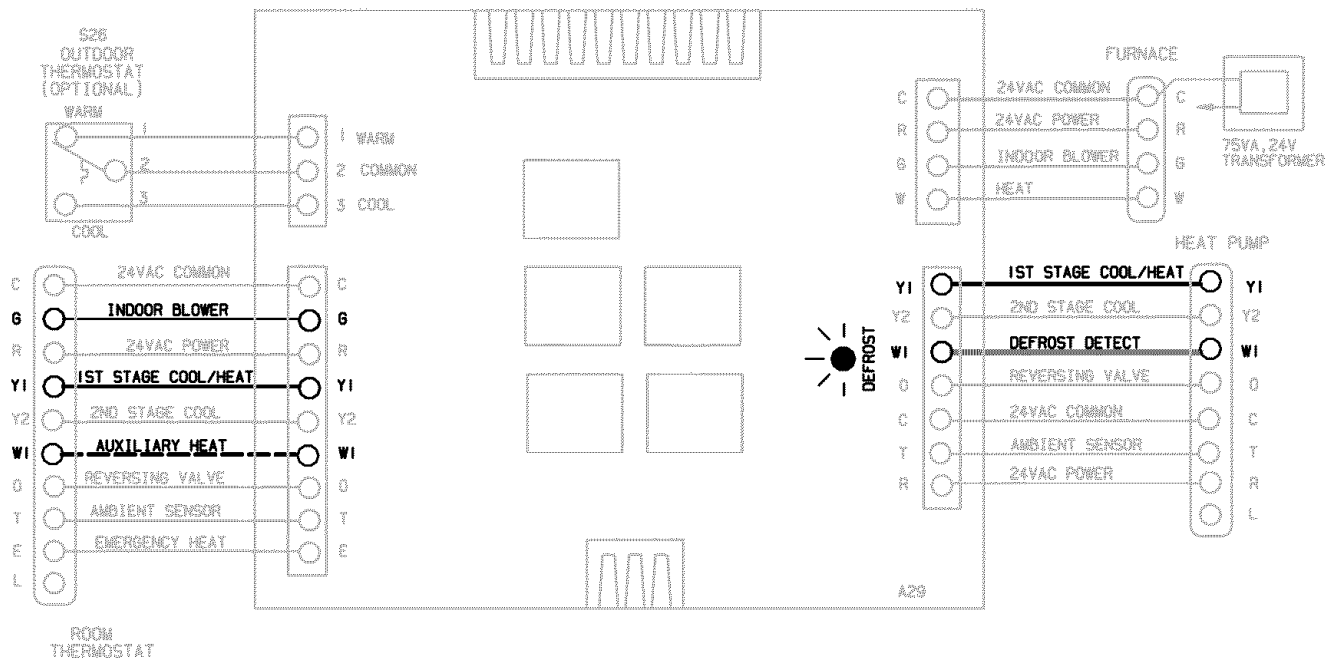 S26
OUTDOOR
THERMOSTAT
(OPTIONAL)
WARM
1
2
3
COOL
1 WARM
2 COMMON
3 COOL
FURNACE
C 24VAC COMMON C
R 24VAC POWER R
G INDOOR BLOWER G
W HEAT W
75VA,24V
TRANSFORMER
HEAT PUMP
C 24VAC COMMON C
G INDOOR BLOWER G
R 24VAC POWER R
Y1 1ST STAGE COOL/HEAT Y1
Y2 2ND STAGE COOL Y2
W1 AUXILIARY HEAT W1
O REVERSING VALVE O
T AMBIENT SENSOR T
E EMERGENCY HEAT E
L
ROOM
THERMOSTAT
DEFROST
Y1 1ST STAGE COOL/HEAT Y1
Y2 2ND STAGE COOL Y2
W1 DEFROST DETECT W1
O REVERSING VALVE O
C 24VAC COMMON C
T AMBIENT SENSOR T
R 24VAC POWER R
L
A29